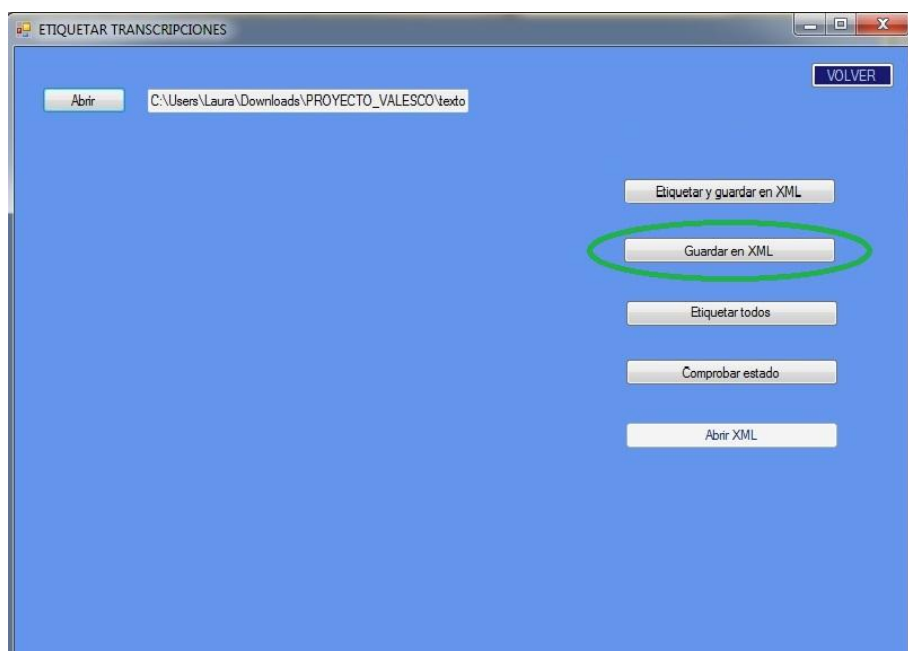 ETIQUETAR TRANSCRIPCIONES
VOLVER
Abrir C:\Users\Laura\Downloads\PROYECTO_VALESCO\texto
Etiquetar y guardar en XML
Guardar en XML
Etiquetar todos
Comprobar estado
Abrir XML